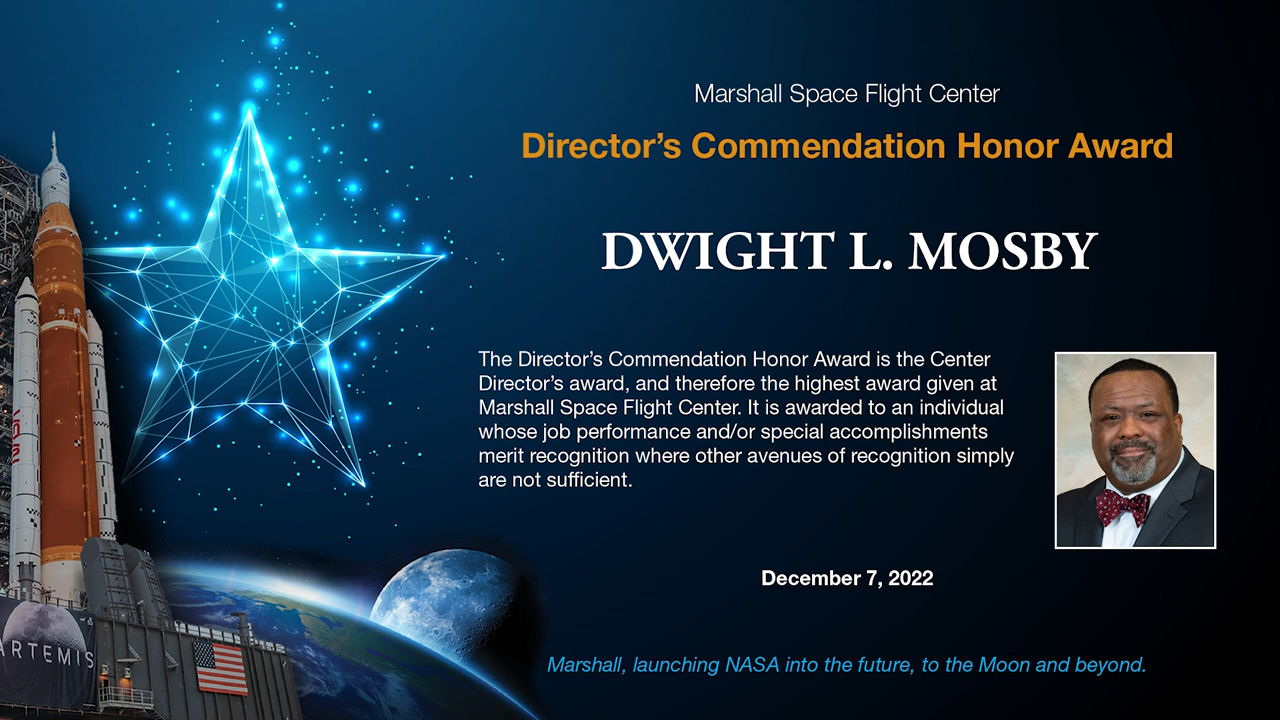 Marshall Space Flight Center
Director’s Commendation Honor Award
DWIGHT L. MOSBY
The Director’s Commendation Honor Award is the Center
Director’s award, and therefore the highest award given at
Marshall Space Flight Center. It is awarded to an individual
whose job performance and/or special accomplishments
merit recognition where other avenues of recognition simply
are not sufficient.
December 7, 2022
Marshall, launching NASA into the future, to the Moon and beyond.
ARTEMIS